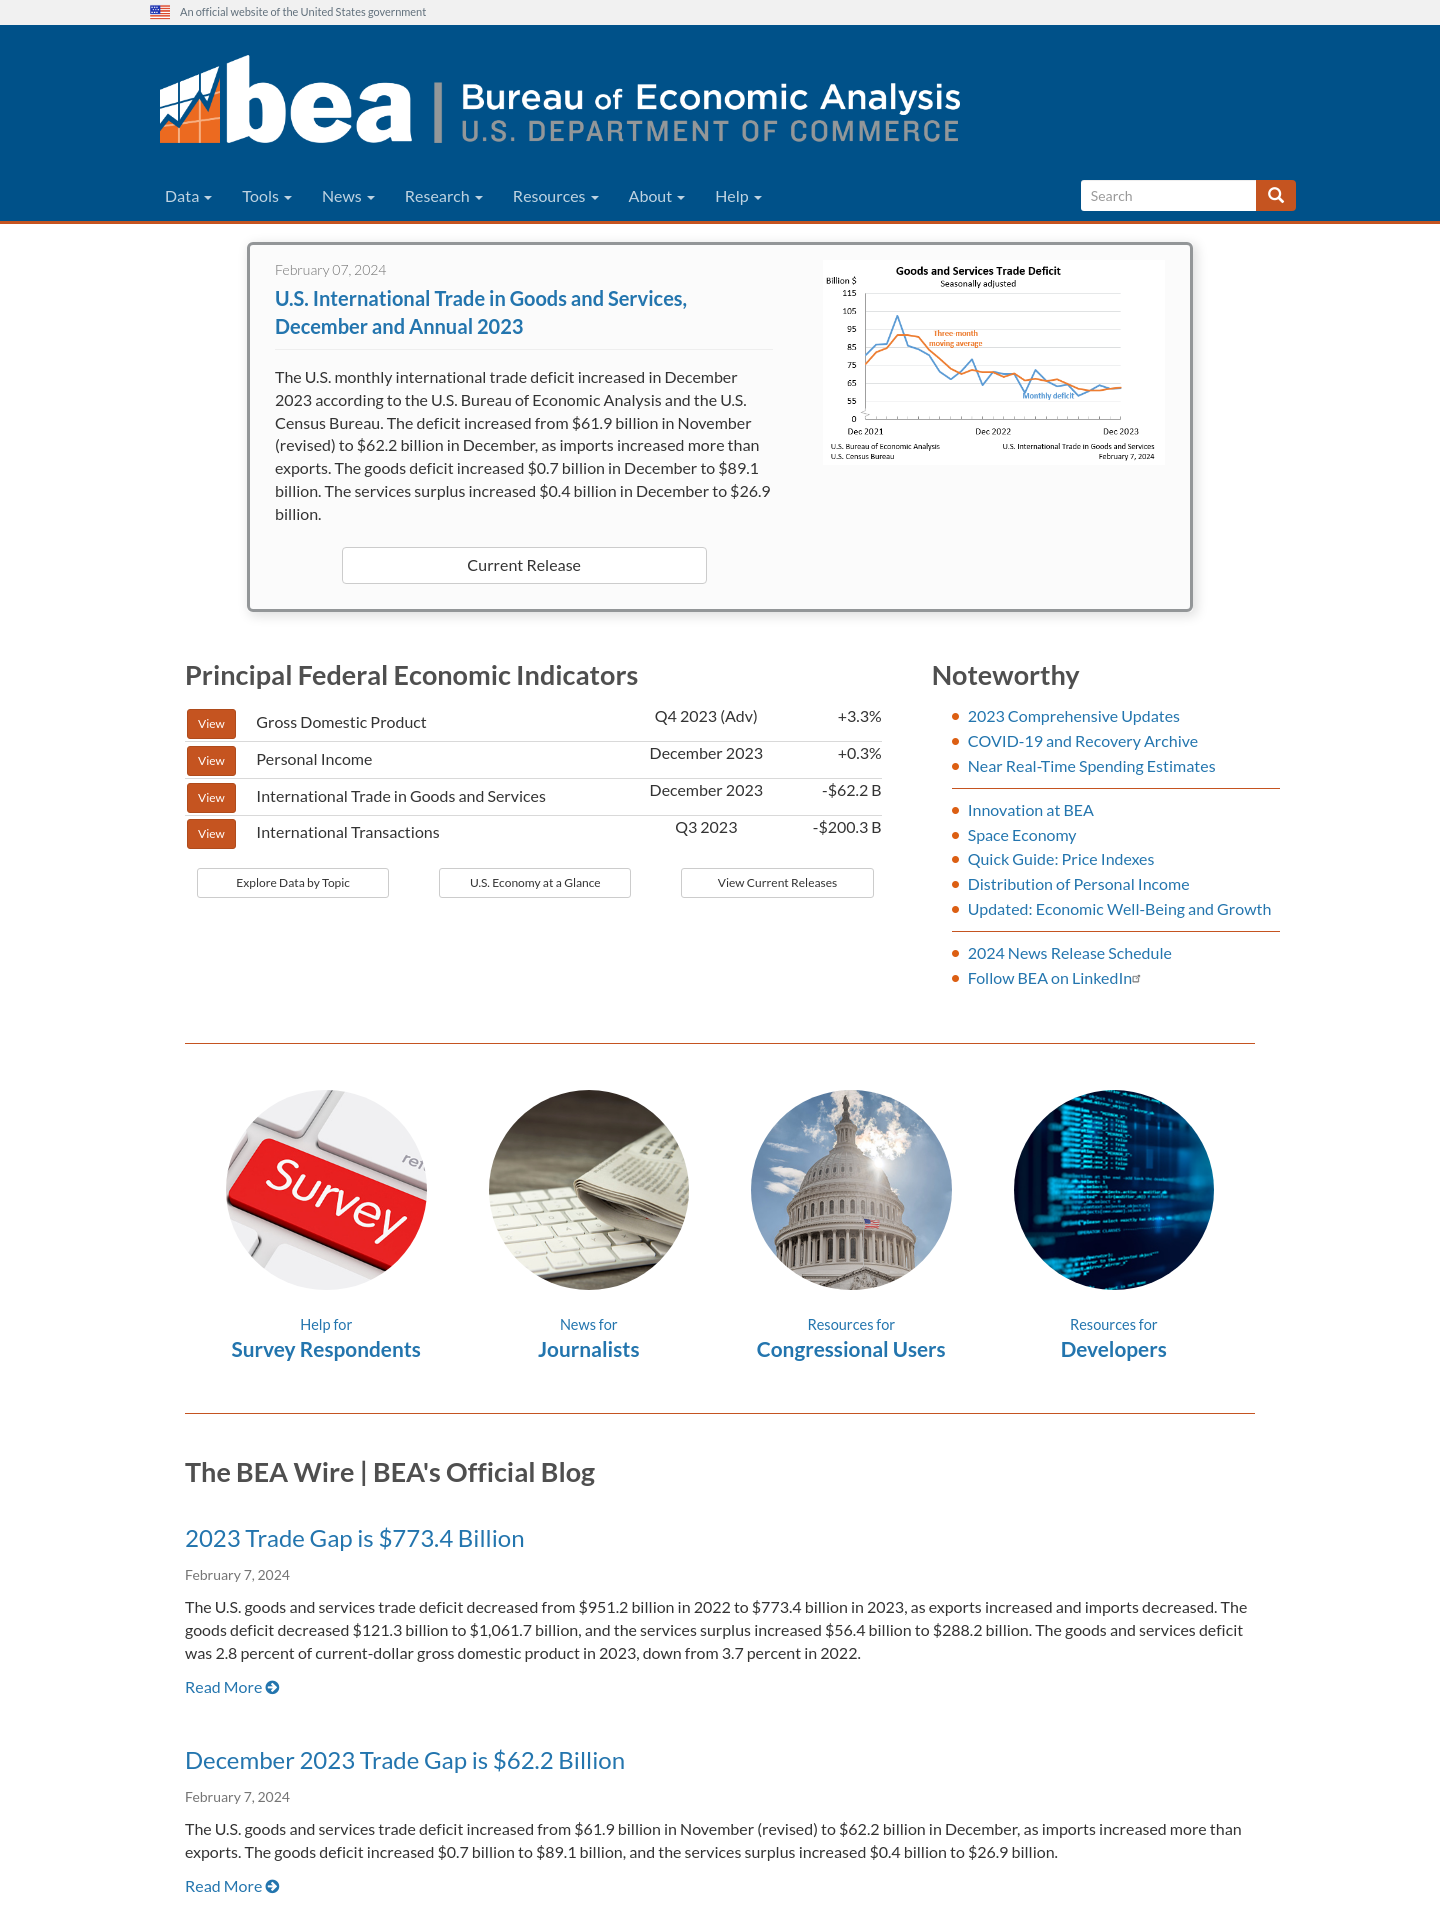 An official website of the United States government
bea
Bureau of Economic Analysis
U.S. DEPARTMENT OF COMMERCE
Data
Tools
News
Research
Resources
About
Help
Search
February 07, 2024
U.S. International Trade in Goods and Services,
December and Annual 2023
The U.S. monthly international trade deficit increased in December
2023 according to the U.S. Bureau of Economic Analysis and the U.S.
Census Bureau. The deficit increased from $61.9 billion in November
(revised) to $62.2 billion in December, as imports increased more than
exports. The goods deficit increased $0.7 billion in December to $89.1
billion. The services surplus increased $0.4 billion in December to $26.9
billion.
Current Release
Goods and Services Trade Deficit
Seasonally adjusted
Billion $
115
105
95
85
75
65
55
0
Three-month
moving average
Monthly deficit
Dec 2021
Dec 2022
Dec 2023
U.S. Bureau of Economic Analysis
U.S. Census Bureau
U.S. International Trade in Goods and Services
February 7, 2024
Principal Federal Economic Indicators
View Gross Domestic Product Q4 2023 (Adv) +3.3%
View Personal Income December 2023 +0.3%
View International Trade in Goods and Services December 2023 -$62.2 B
View International Transactions Q3 2023 -$200.3 B
Explore Data by Topic
U.S. Economy at a Glance
View Current Releases
Noteworthy
2023 Comprehensive Updates
COVID-19 and Recovery Archive
Near Real-Time Spending Estimates
Innovation at BEA
Space Economy
Quick Guide: Price Indexes
Distribution of Personal Income
Updated: Economic Well-Being and Growth
2024 News Release Schedule
Follow BEA on LinkedIn
Survey
Help for
Survey Respondents
News for
Journalists
Resources for
Congressional Users
Resources for
Developers
The BEA Wire | BEA's Official Blog
2023 Trade Gap is $773.4 Billion
February 7, 2024
The U.S. goods and services trade deficit decreased from $951.2 billion in 2022 to $773.4 billion in 2023, as exports increased and imports decreased. The
goods deficit decreased $121.3 billion to $1,061.7 billion, and the services surplus increased $56.4 billion to $288.2 billion. The goods and services deficit
was 2.8 percent of current-dollar gross domestic product in 2023, down from 3.7 percent in 2022.
Read More
December 2023 Trade Gap is $62.2 Billion
February 7, 2024
The U.S. goods and services trade deficit increased from $61.9 billion in November (revised) to $62.2 billion in December, as imports increased more than
exports. The goods deficit increased $0.7 billion to $89.1 billion, and the services surplus increased $0.4 billion to $26.9 billion.
Read More